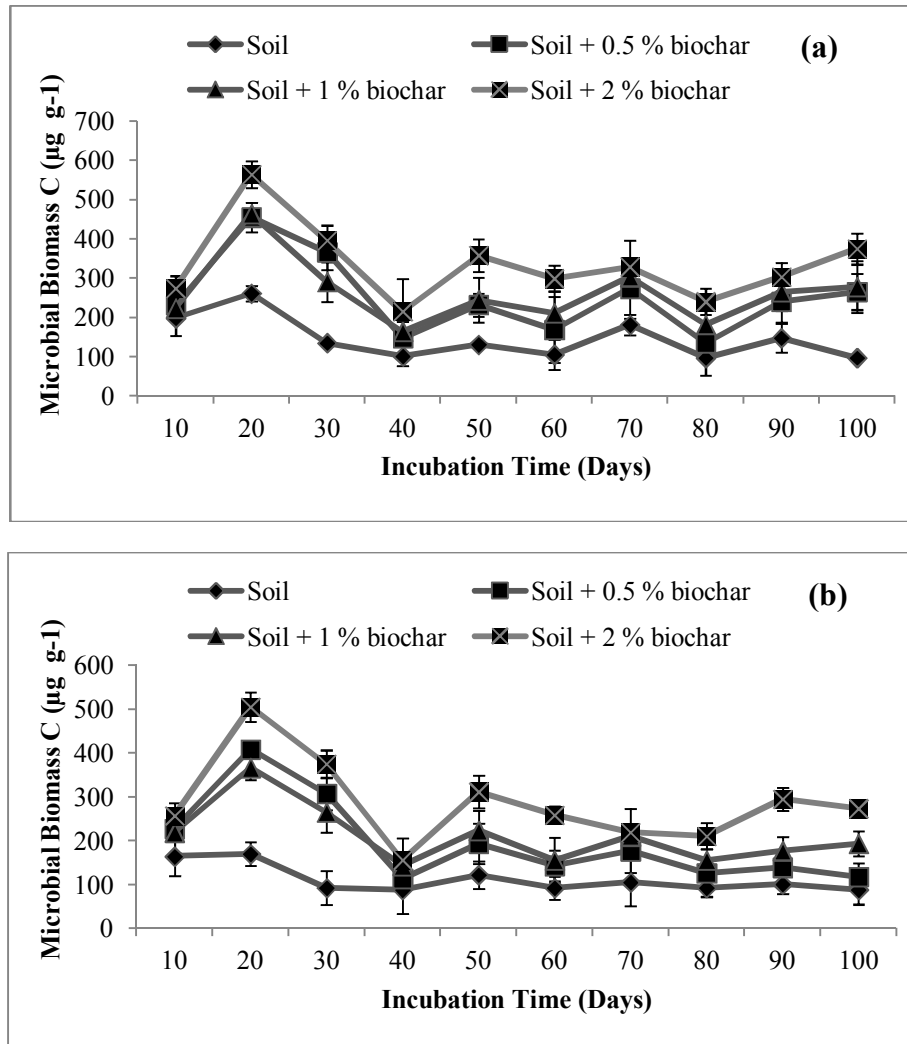 Soil
Soil + 0.5 % biochar
(a)
Soil + 1 % biochar
Soil + 2 % biochar
Microbial Biomass C (µg g-1)
700
600
500
400
300
200
100
0
10 20 30 40 50 60 70 80 90 100
Incubation Time (Days)
Soil
Soil + 0.5 % biochar
(b)
Soil + 1 % biochar
Soil + 2 % biochar
Microbial Biomass C (µg g-1)
600
500
400
300
200
100
0
10 20 30 40 50 60 70 80 90 100
Incubation Time (Days)